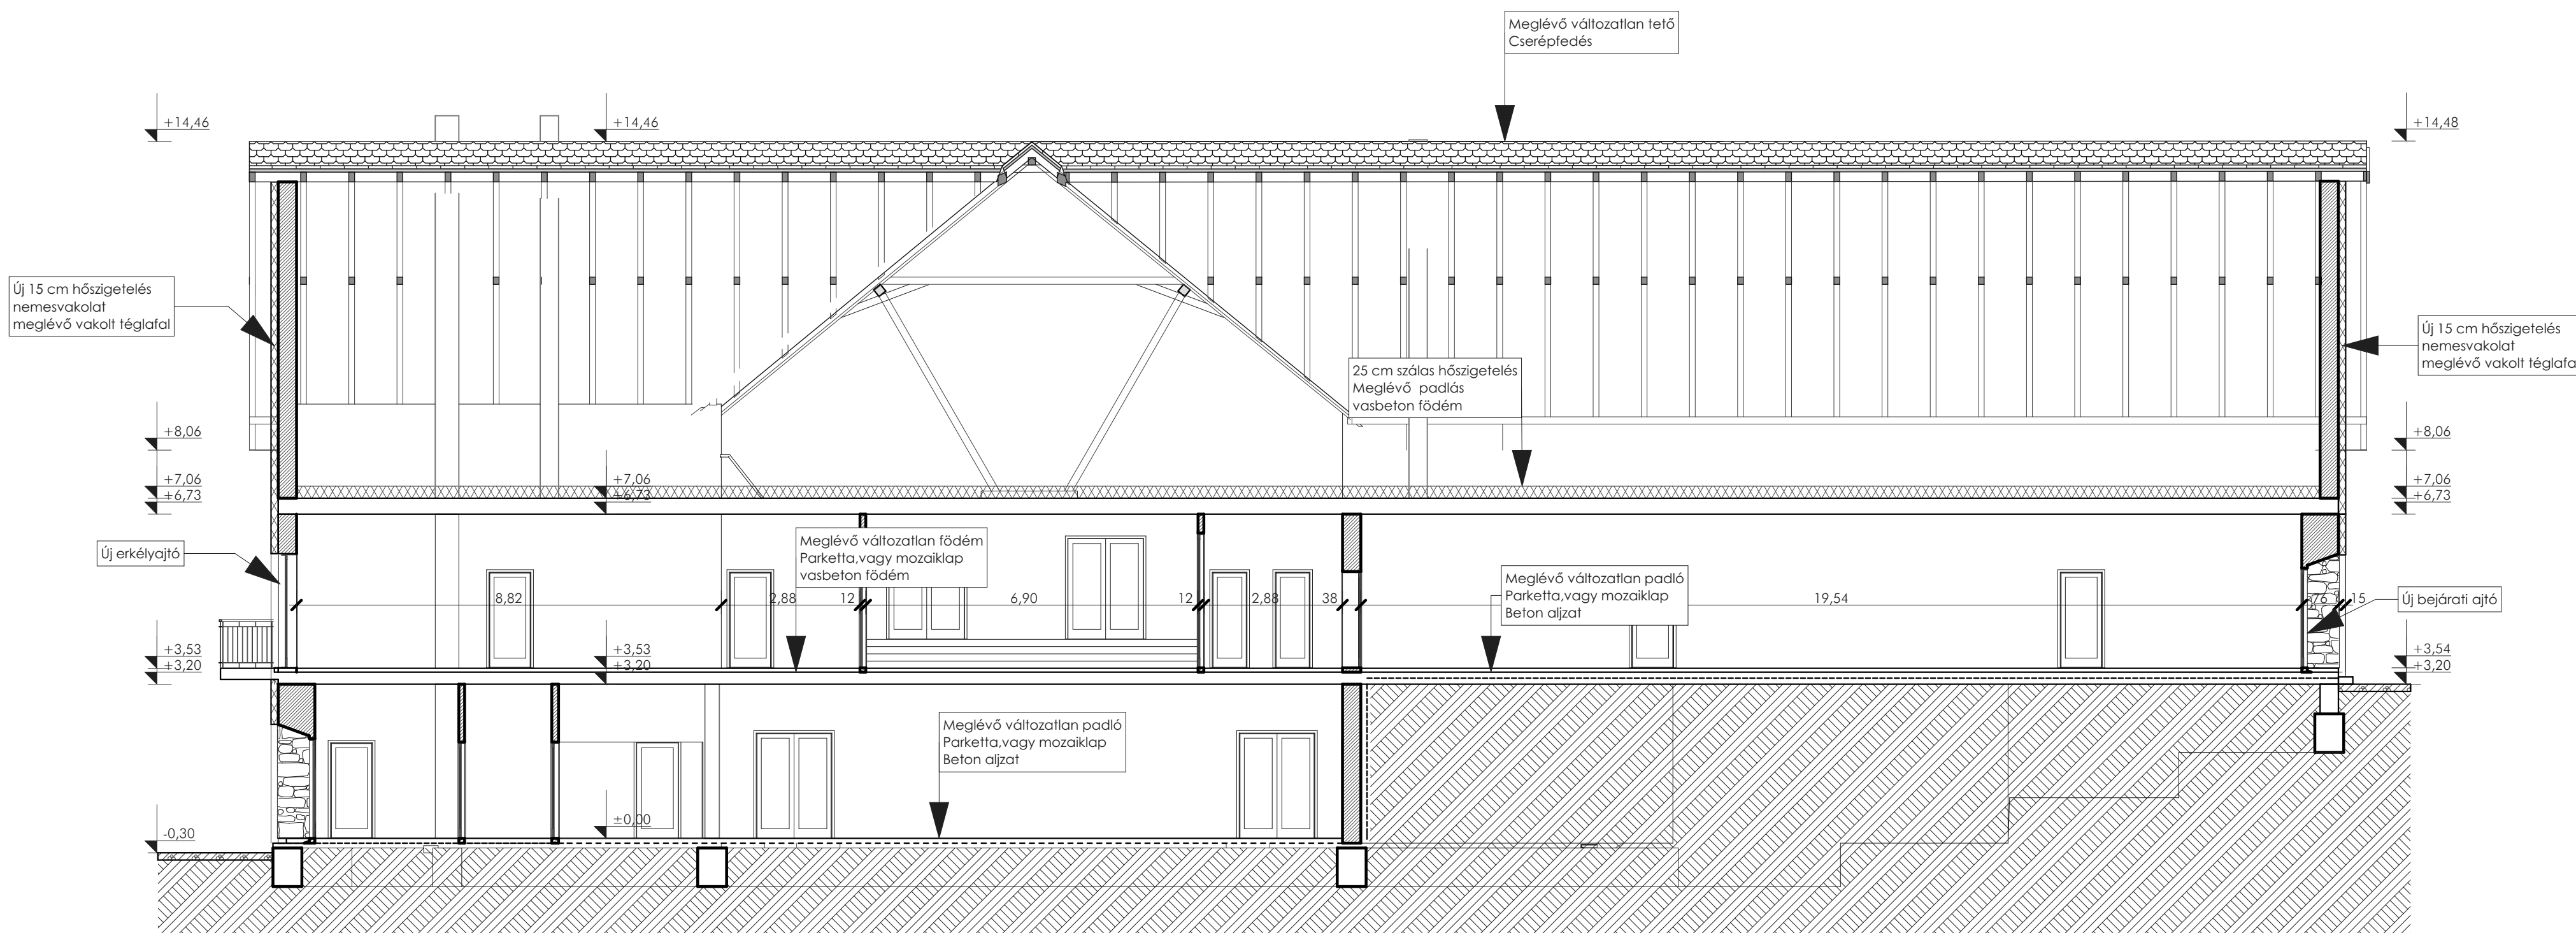 Meglévő változatlan tető
Cserépfedés
+14,46
+14,46
+14,48
Új 15 cm hőszigetelés
nemesvakolat
meglévő vakolt téglafal
Új 15 cm hőszigetelés
nemesvakolat
meglévő vakolt téglafa
25 cm szálas hőszigetelés
Meglévő padlás
vasbeton födém
+8,06
+8,06
+7,06
+7,06
+7,06
+6,73
+6,73
+6,73
Új erkélyajtó
Meglévő változatlan födém
Parketta,vagy mozaiklap
vasbeton födém
Meglévő változatlan padló
Parketta,vagy mozaiklap
Beton aljzat
8,82
2,88
12
6,90
12
2,88
38
19,54
76
15
Új bejárati ajtó
+3,53
+3,53
+3,54
+3,20
+3,20
+3,20
Meglévő változatlan padló
Parketta,vagy mozaiklap
Beton aljzat
-0,30
±0,00